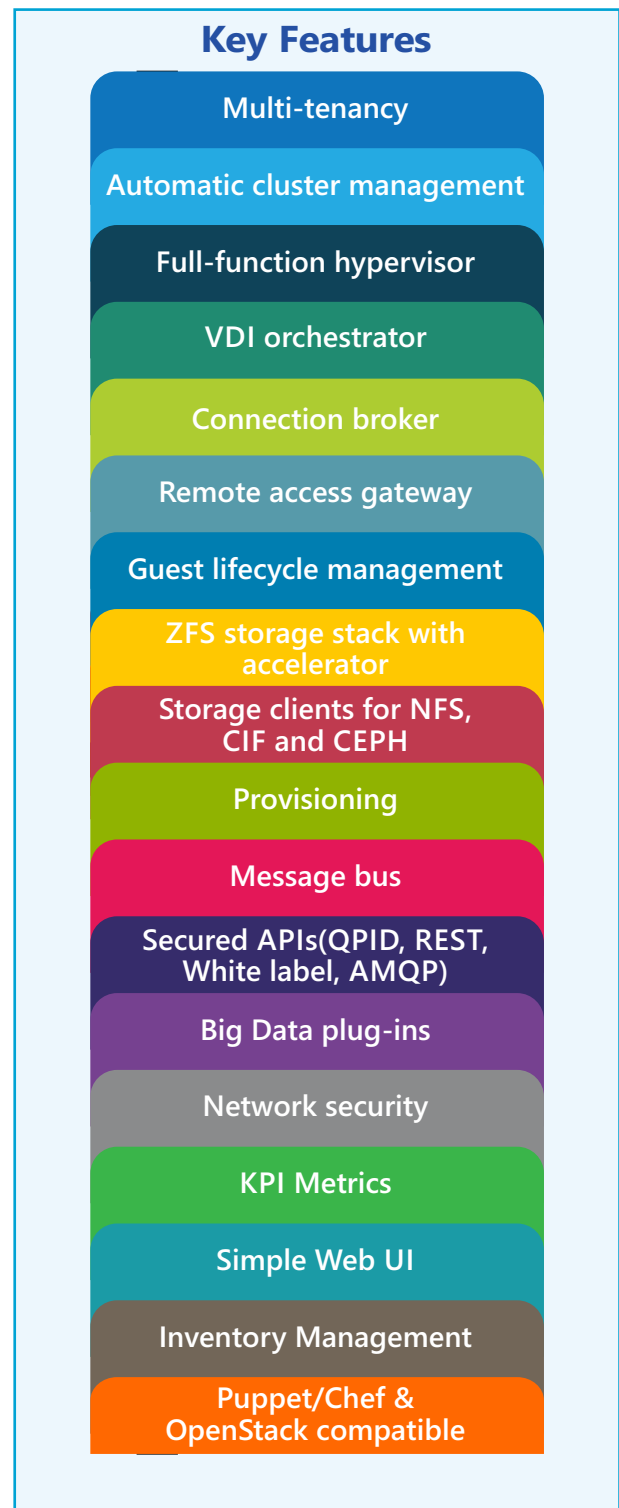 Key Features
Multi-tenancy
Automatic cluster management
Full-function hypervisor
VDI orchestrator
Connection broker
Remote access gateway
Guest lifecycle management
ZFS storage stack with
accelerator
Storage clients for NFS,
CIF and CEPH
Provisioning
Message bus
Secured APIs(QPID, REST,
White label, AMQP)
Big Data plug-ins
Network security
KPI Metrics
Simple Web UI
Inventory Management
Puppet/Chef &
OpenStack compatible